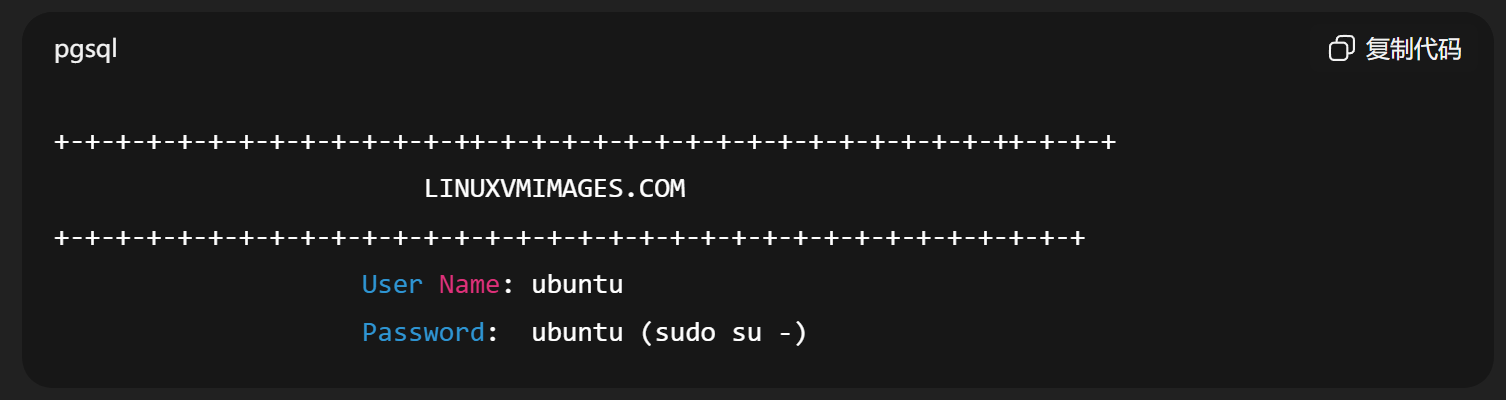 pgsql
复制代码
+-+-+-+-+-+-+-+-+-+-+-+-+-++-+-+-+-+-+-+-+-+-+-+-+-+-+-+-+-+-++-+-+-+
LINUXVMIMAGES.COM
+-+-+-+-+-+-+-+-+-+-+-+-+-+-+-+-+-+-+-+-+-+-+-+-+-+-+-+-+-+-+-+-+-+
User Name: ubuntu
Password:  ubuntu (sudo su -)